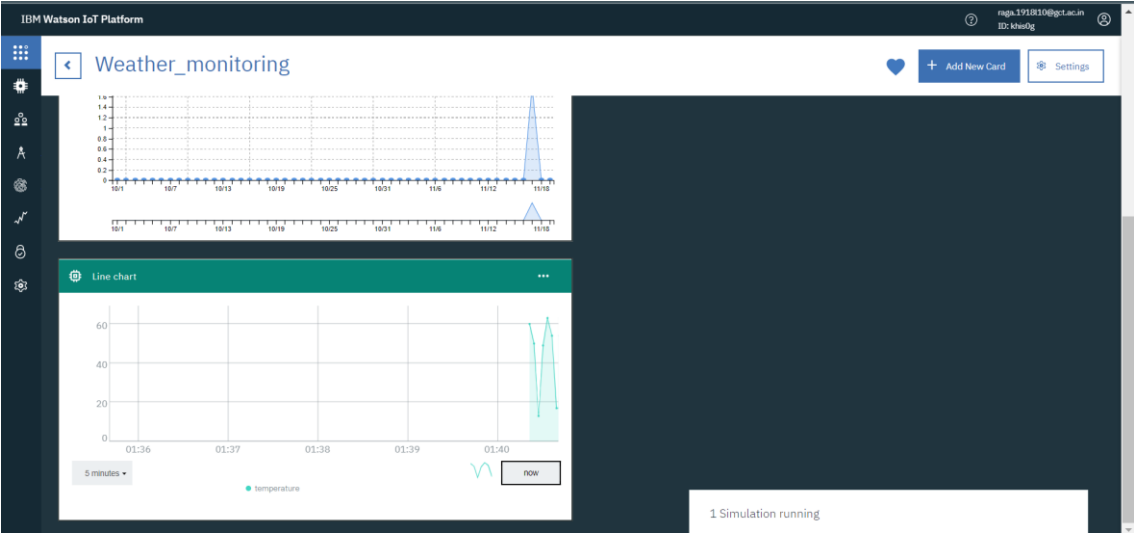 IBM Watson IoT Platform
raga.1918110@gct.ac.in
ID: khis0g
Weather_monitoring
+ Add New Card
Settings
1.6
1.4
1.2
1
0.8
0.6
0.4
0.2
0
10/1 10/7 10/13 10/19 10/25 10/31 11/6 11/12 11/18
10/1 10/7 10/13 10/19 10/25 10/31 11/6 11/12 11/18
Line chart
60
40
20
0
01:36 01:37 01:38 01:39 01:40
5 minutes
now
temperature
1 Simulation running